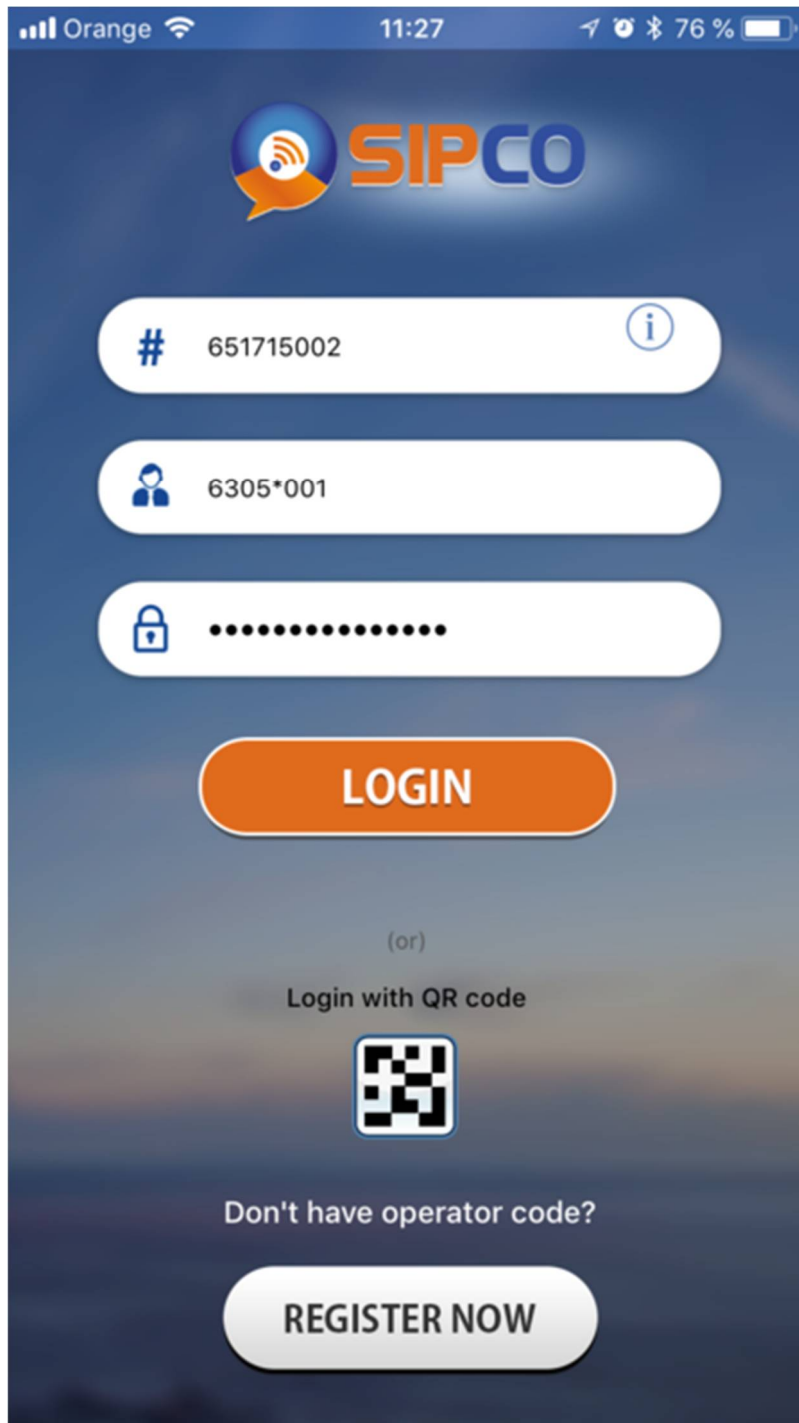 Orange 11:27 76 %
SIPCO
# 651715002 i
6305*001
•••••••••••••••
LOGIN
(or)
Login with QR code
Don't have operator code?
REGISTER NOW